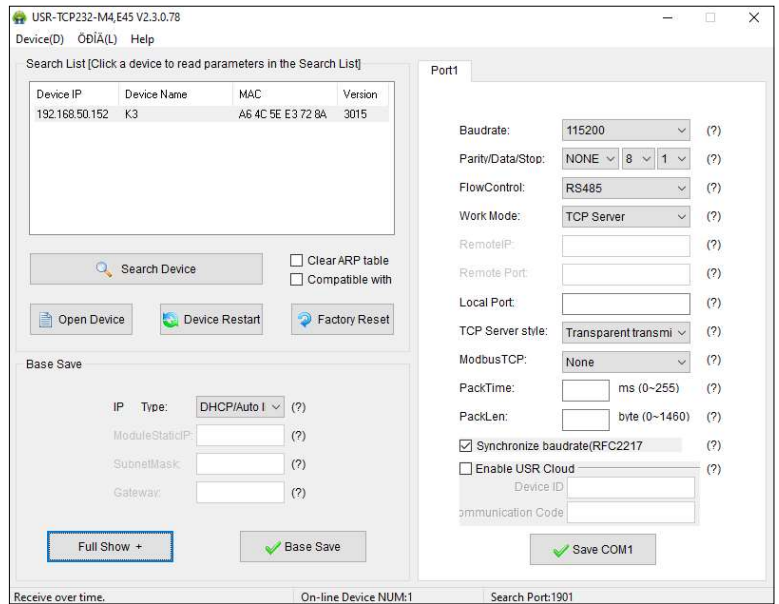 USR-TCP232-M4,E45 V2.3.0.78
Device(D) ÖÐÎÄ(L) Help
Search List [Click a device to read parameters in the Search List]
Device IP Device Name MAC Version
192.168.50.152 K3 A6 4C 5E E3 72 8A 3015
Search Device
Clear ARP table
Compatible with
Open Device Device Restart Factory Reset
Base Save
IP Type: DHCP/Auto I (?)
ModuleStaticIP: (?)
SubnetMask: (?)
Gateway: (?)
Full Show + Base Save
Port1
Baudrate: 115200 (?)
Parity/Data/Stop: NONE 8 1 (?)
FlowControl: RS485 (?)
Work Mode: TCP Server (?)
RemoteIP: (?)
Remote Port: (?)
Local Port: (?)
TCP Server style: Transparent transmi (?)
ModbusTCP: None (?)
PackTime: ms (0~255) (?)
PackLen: byte (0~1460) (?)
Synchronize baudrate(RFC2217 (?)
Enable USR Cloud (?)
Device ID
ommunication Code
Save COM1
Receive over time. On-line Device NUM:1 Search Port:1901